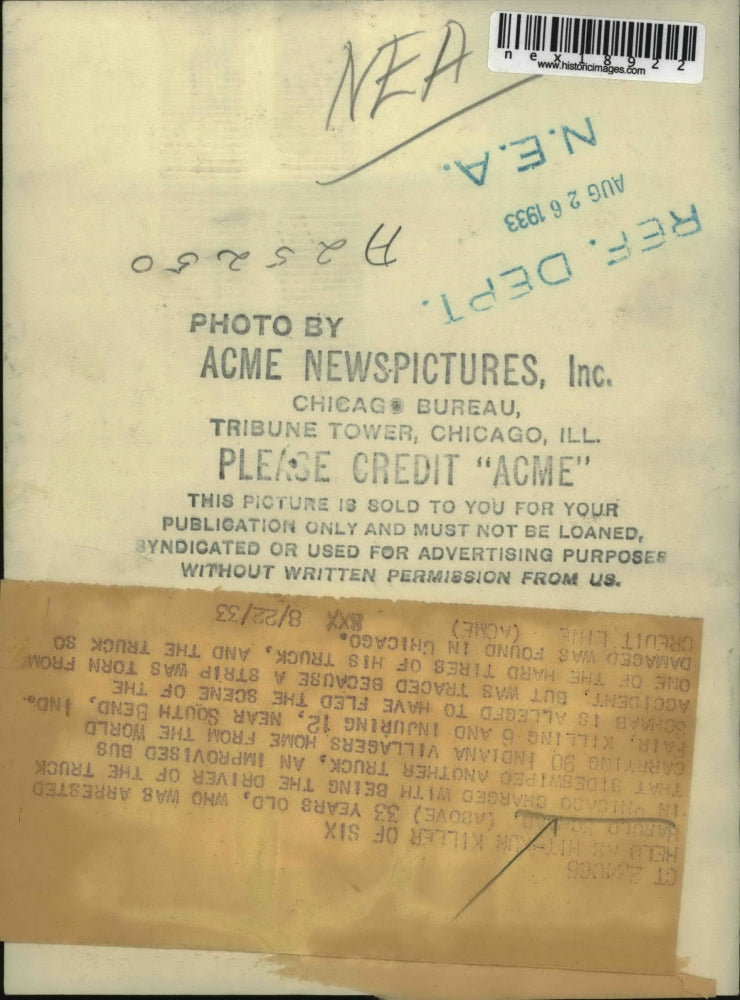 NEA
nex18922
www.historicimages.com
N.E.A.
AUG 26 1933
REF. DEPT.
A25250
PHOTO BY
ACME NEWSPICTURES, Inc.
CHICAGO BUREAU,
TRIBUNE TOWER, CHICAGO, ILL.
PLEASE CREDIT "ACME"
THIS PICTURE IS SOLD TO YOU FOR YOUR
PUBLICATION ONLY AND MUST NOT BE LOANED,
SYNDICATED OR USED FOR ADVERTISING PURPOSES
WITHOUT WRITTEN PERMISSION FROM US.
HELD AS HIT-RUN KILLER OF SIX
HAROLD (ABOVE) 33 YEARS OLD, WHO WAS ARRESTED
IN CHICAGO CHARGED WITH BEING THE DRIVER OF THE TRUCK
THAT SIDESWIPED ANOTHER TRUCK, AN IMPROVISED BUS
CARRYING 90 INDIANA VILLAGERS HOME FROM THE WORLD
FAIR, KILLING 6 AND INJURING 12, NEAR SOUTH BEND, IND.
SCHAAB IS ALLEGED TO HAVE FLED THE SCENE OF THE
ACCIDENT, BUT WAS TRACED BECAUSE A STRIP WAS TORN FROM
ONE OF THE HARD TIRES OF HIS TRUCK, AND THE TRUCK SO
DAMAGED WAS FOUND IN CHICAGO.
CREDIT LINE (ACME) 8/22/33